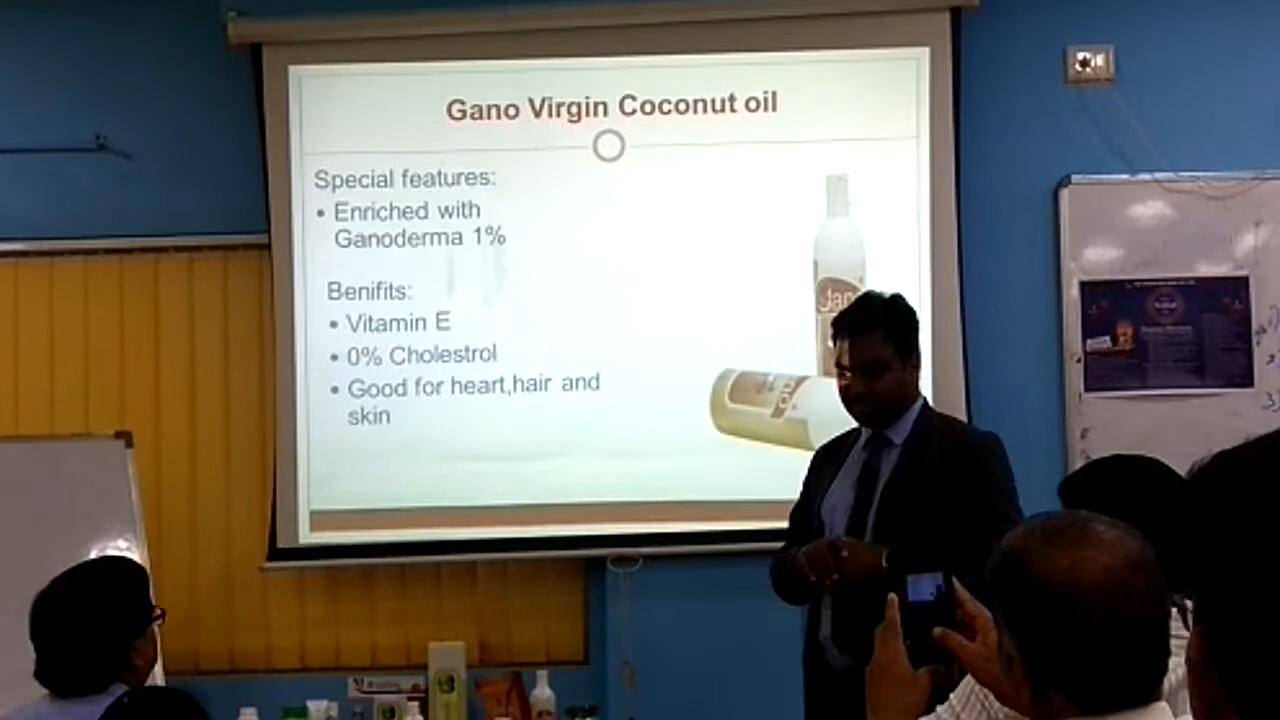 Gano Virgin Coconut oil
Special features:
• Enriched with
Ganoderma 1%
Benifits:
• Vitamin E
• 0% Cholestrol
• Good for heart,hair and
skin